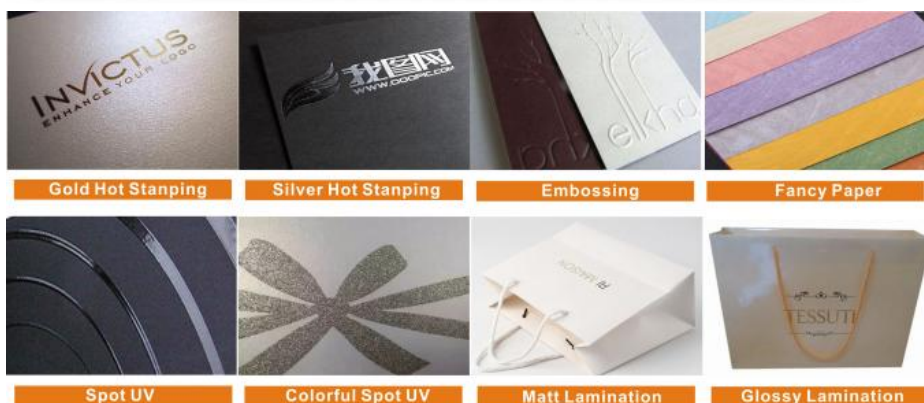 INVICTUS
ENHANCE YOUR LOGO
我图网
WWW.OOOPIC.COM
elkha
Gold Hot Stanping
Silver Hot Stanping
Embossing
Fancy Paper
MAISON
TESSUTI
Spot UV
Colorful Spot UV
Matt Lamination
Glossy Lamination